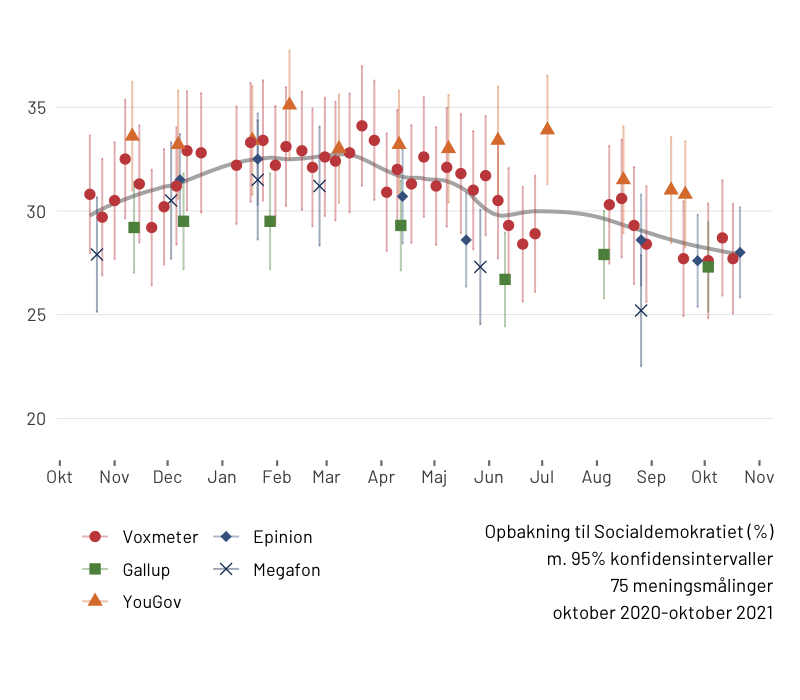 35
30
25
20
Okt Nov Dec Jan Feb Mar Apr Maj Jun Jul Aug Sep Okt Nov
Voxmeter Epinion
Gallup Megafon
YouGov
Opbakning til Socialdemokratiet (%)
m. 95% konfidensintervaller
75 meningsmålinger
oktober 2020-oktober 2021